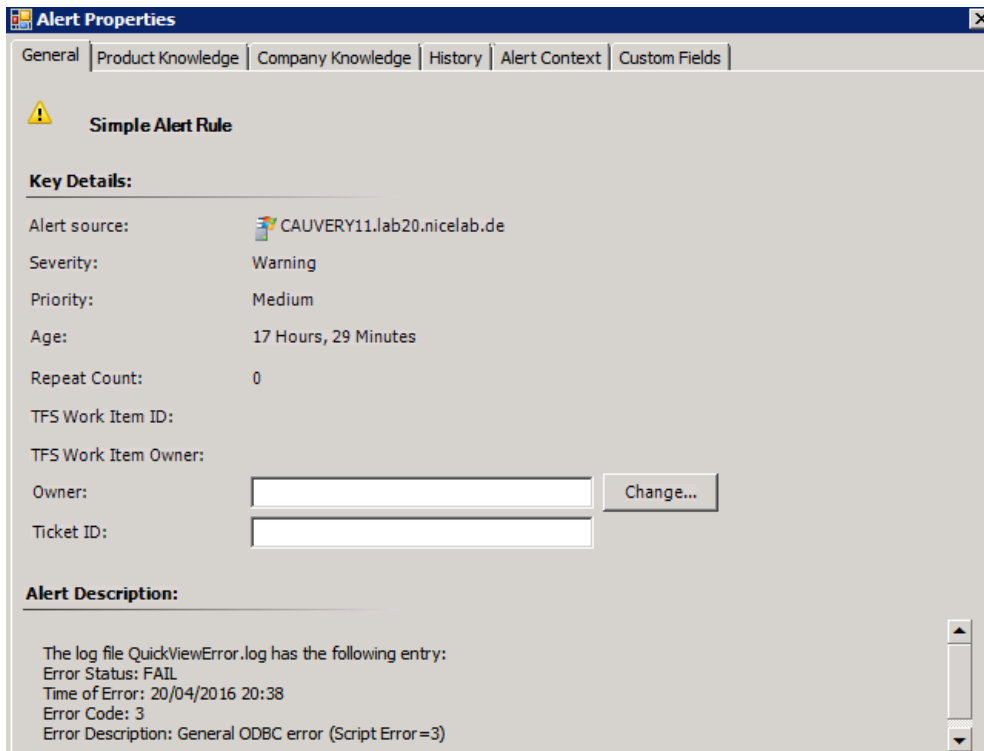 Alert Properties
General Product Knowledge Company Knowledge History Alert Context Custom Fields
Simple Alert Rule
Key Details:
Alert source: CAUVERY11.lab20.nicelab.de
Severity: Warning
Priority: Medium
Age: 17 Hours, 29 Minutes
Repeat Count: 0
TFS Work Item ID:
TFS Work Item Owner:
Owner: Change...
Ticket ID:
Alert Description:
The log file QuickViewError.log has the following entry:
Error Status: FAIL
Time of Error: 20/04/2016 20:38
Error Code: 3
Error Description: General ODBC error (Script Error=3)